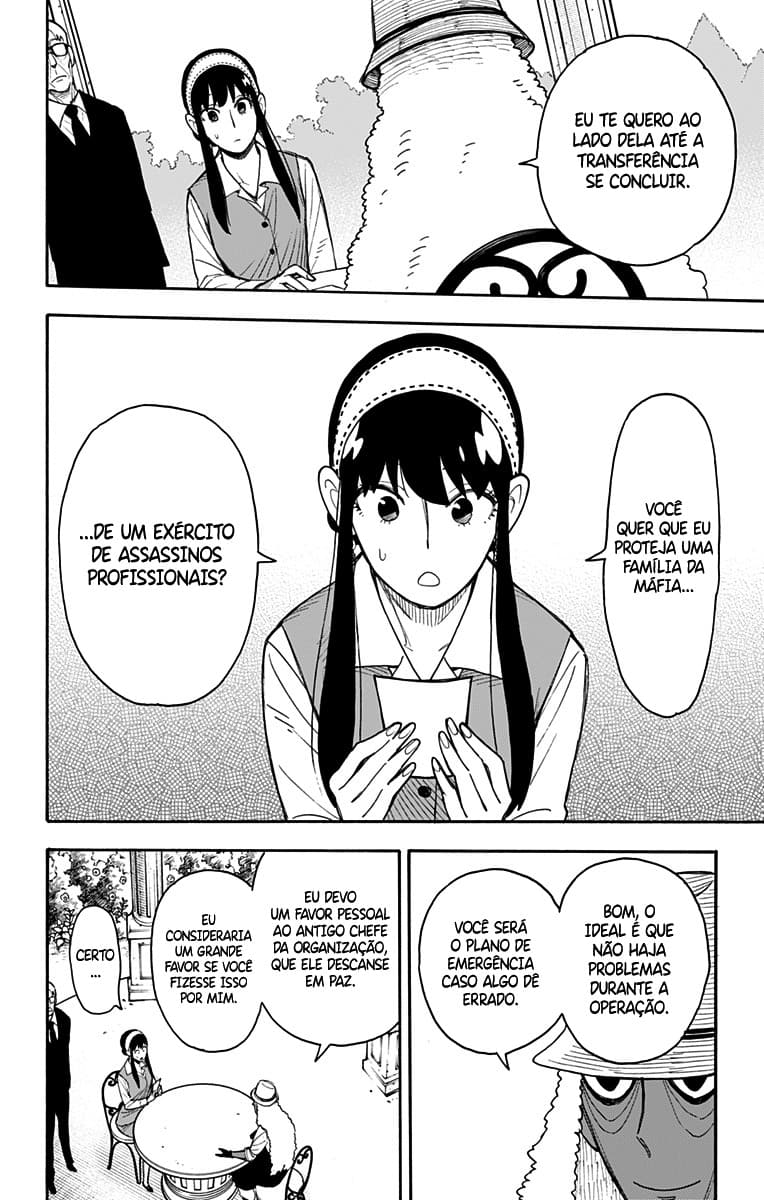 EU TE QUERO AO
LADO DELA ATÉ A
TRANSFERÊNCIA
SE CONCLUIR.
VOCÊ
QUER QUE EU
PROTEJA UMA
FAMÍLIA DA
MÁFIA...
...DE UM EXÉRCITO
DE ASSASSINOS
PROFISSIONAIS?
BOM, O
IDEAL É QUE
NÃO HAJA
PROBLEMAS
DURANTE A
OPERAÇÃO.
VOCÊ SERÁ
O PLANO DE
EMERGÊNCIA
CASO ALGO DÊ
ERRADO.
EU DEVO
UM FAVOR PESSOAL
AO ANTIGO CHEFE
DA ORGANIZAÇÃO,
QUE ELE DESCANSE
EM PAZ.
EU
CONSIDERARIA
UM GRANDE
FAVOR SE VOCÊ
FIZESSE ISSO
POR MIM.
CERTO
...